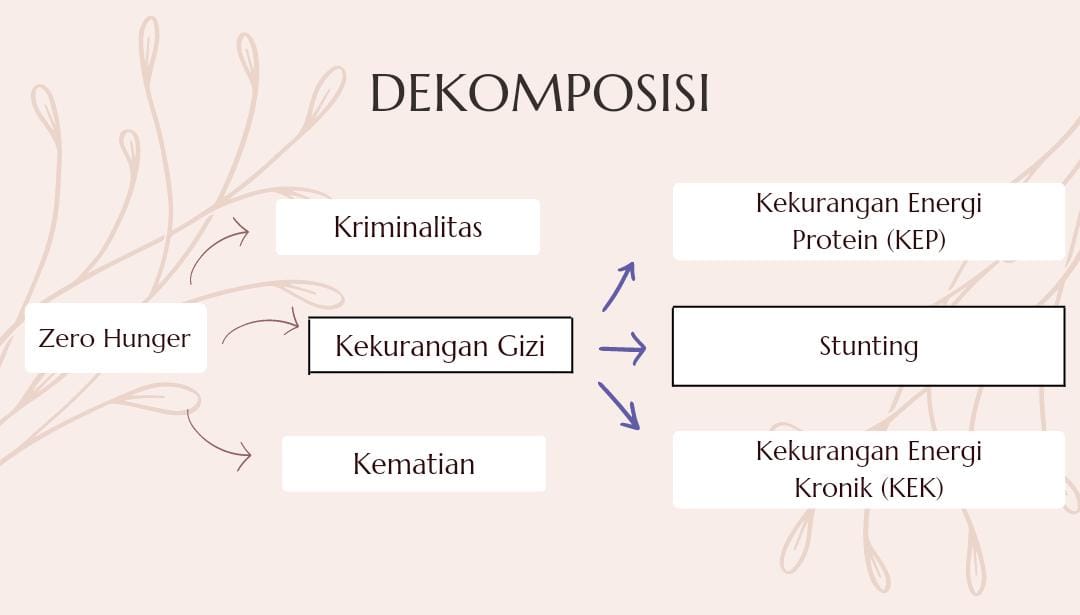 DEKOMPOSISI
Zero Hunger
Kriminalitas
Kekurangan Gizi
Kematian
Kekurangan Energi
Protein (KEP)
Stunting
Kekurangan Energi
Kronik (KEK)